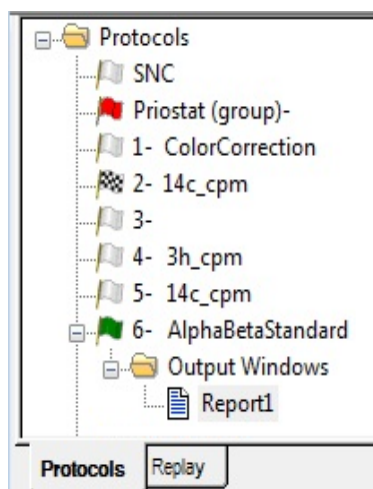 Protocols
SNC
Priostat (group)-
1- ColorCorrection
2- 14c_cpm
3-
4- 3h_cpm
5- 14c_cpm
6- AlphaBetaStandard
Output Windows
Report1
Protocols Replay